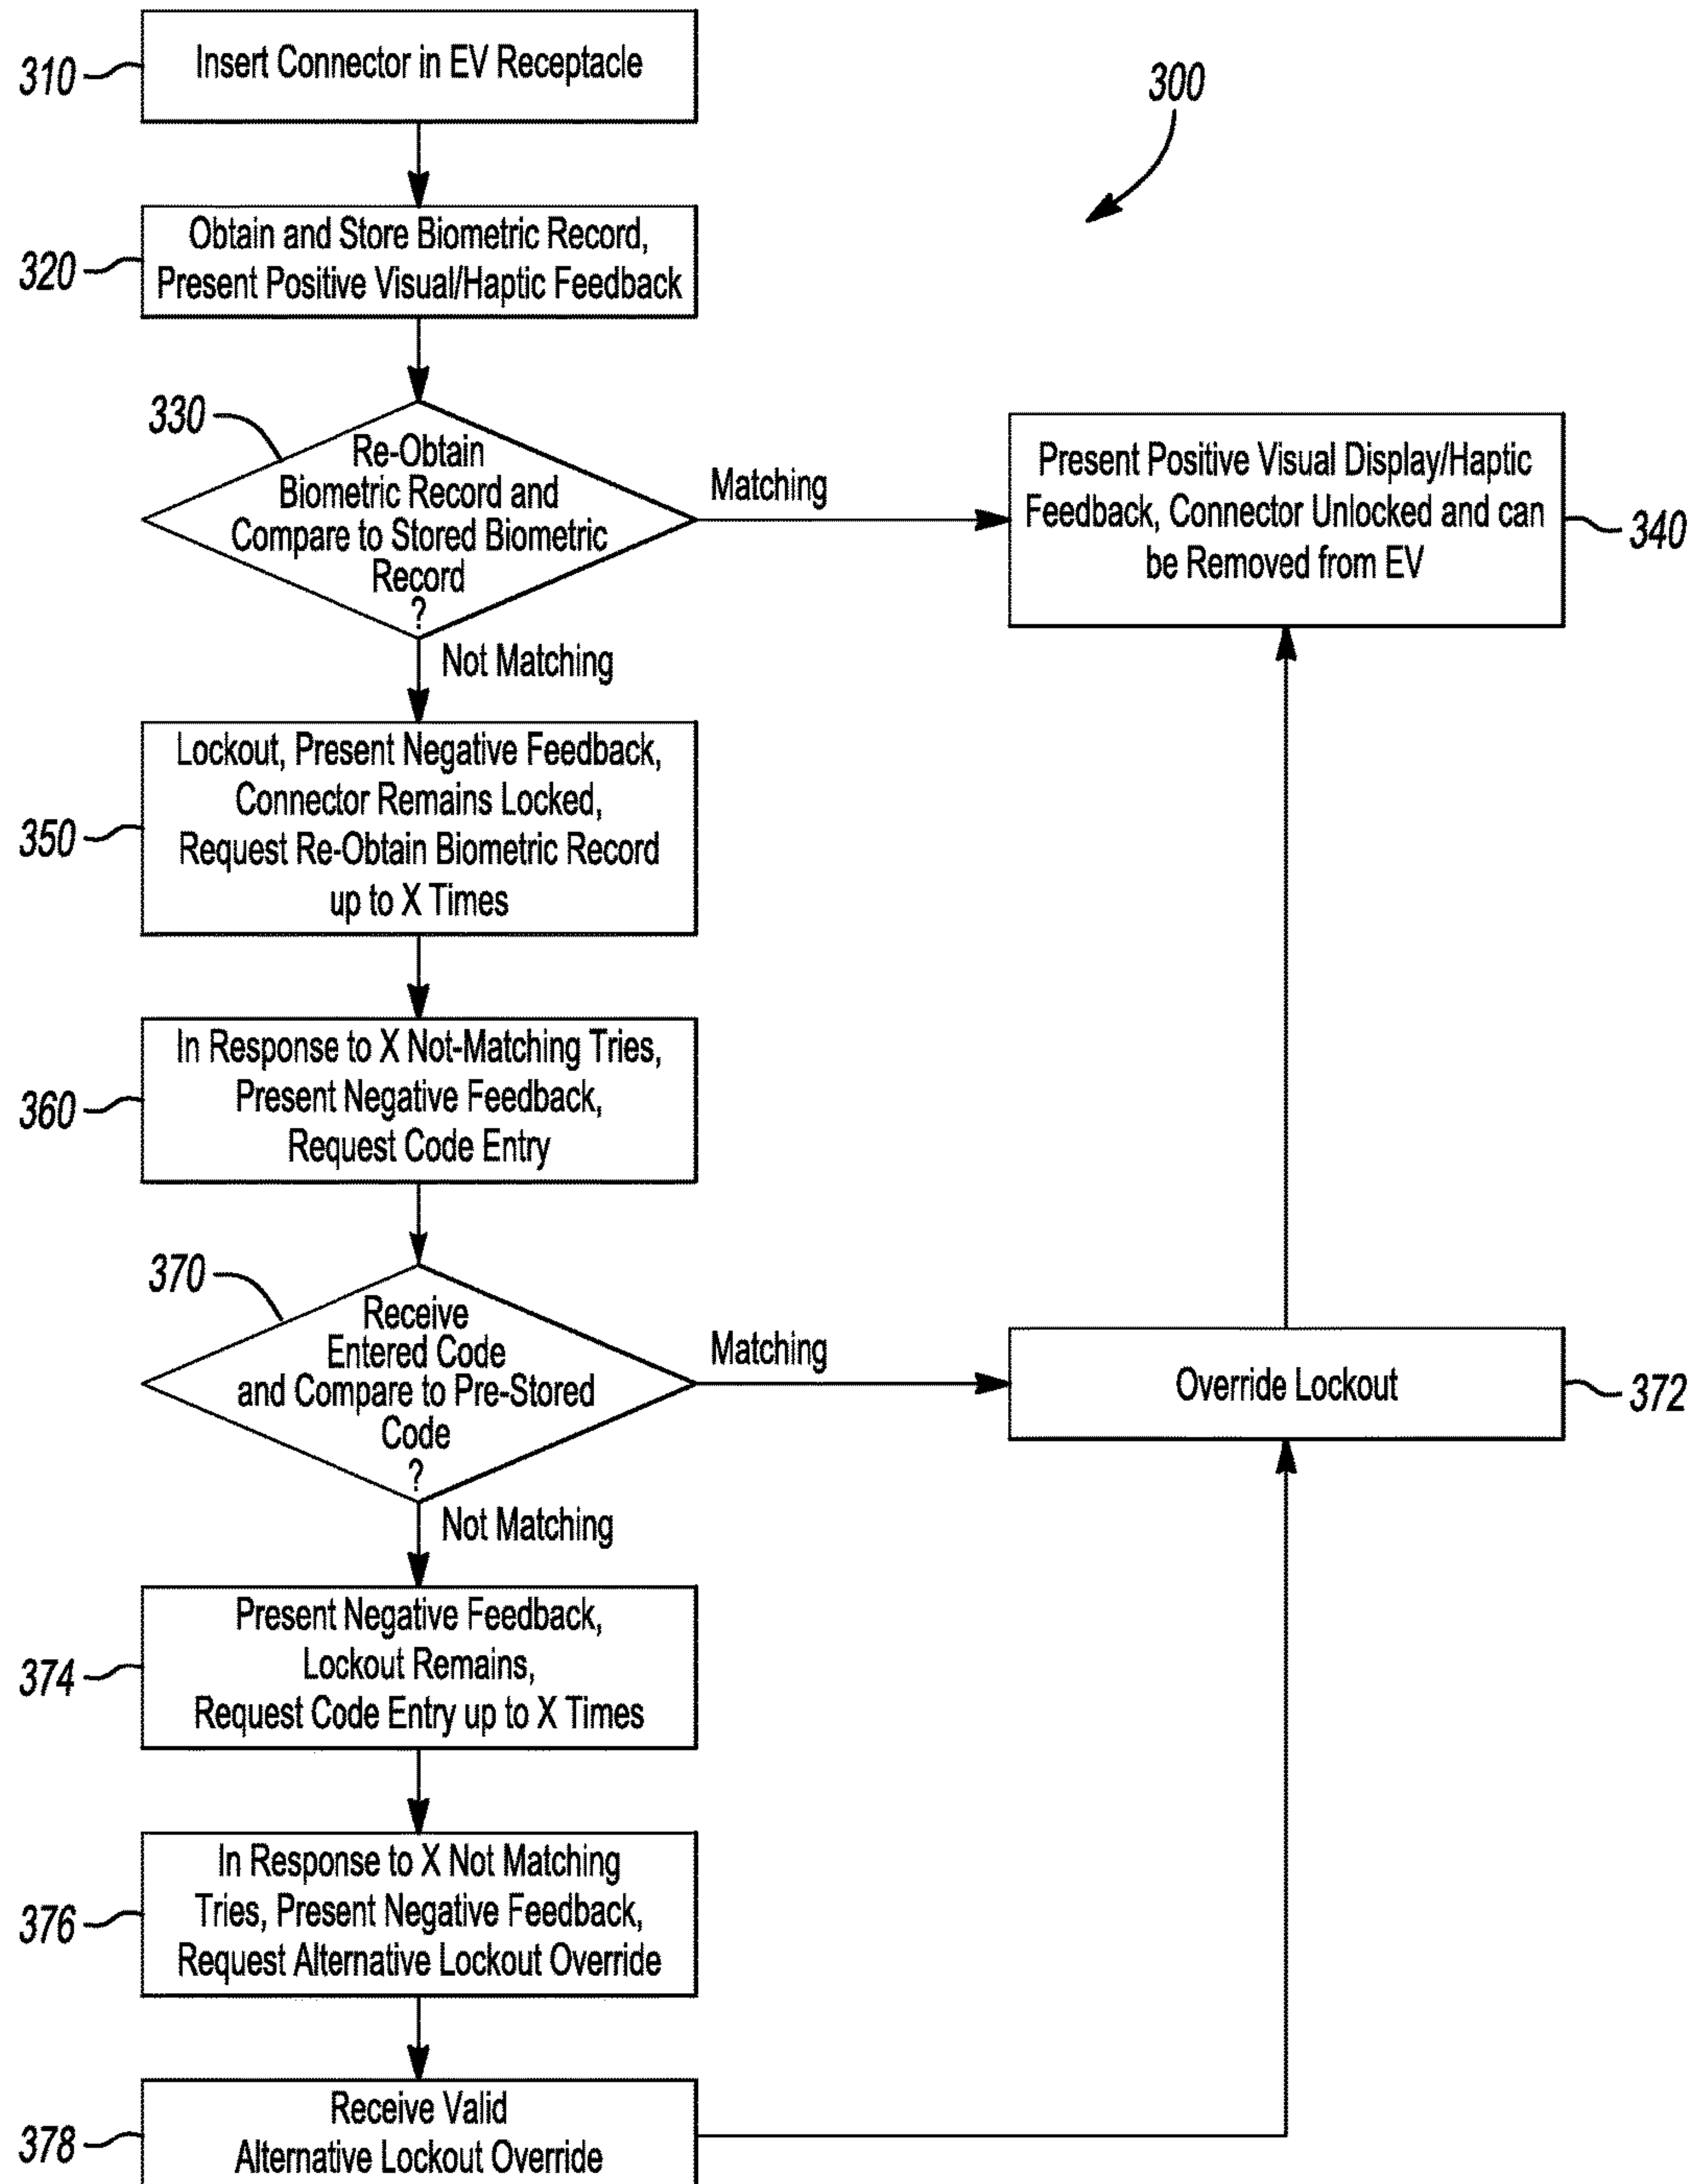 310
Insert Connector in EV Receptacle
300
320
Obtain and Store Biometric Record,
Present Positive Visual/Haptic Feedback
330
Re-Obtain
Biometric Record and
Compare to Stored Biometric
Record
?
Matching
Present Positive Visual Display/Haptic
Feedback, Connector Unlocked and can
be Removed from EV
340
Not Matching
350
Lockout, Present Negative Feedback,
Connector Remains Locked,
Request Re-Obtain Biometric Record
up to X Times
360
In Response to X Not-Matching Tries,
Present Negative Feedback,
Request Code Entry
370
Receive
Entered Code
and Compare to Pre-Stored
Code
?
Matching
Override Lockout
372
Not Matching
374
Present Negative Feedback,
Lockout Remains,
Request Code Entry up to X Times
376
In Response to X Not Matching
Tries, Present Negative Feedback,
Request Alternative Lockout Override
378
Receive Valid
Alternative Lockout Override